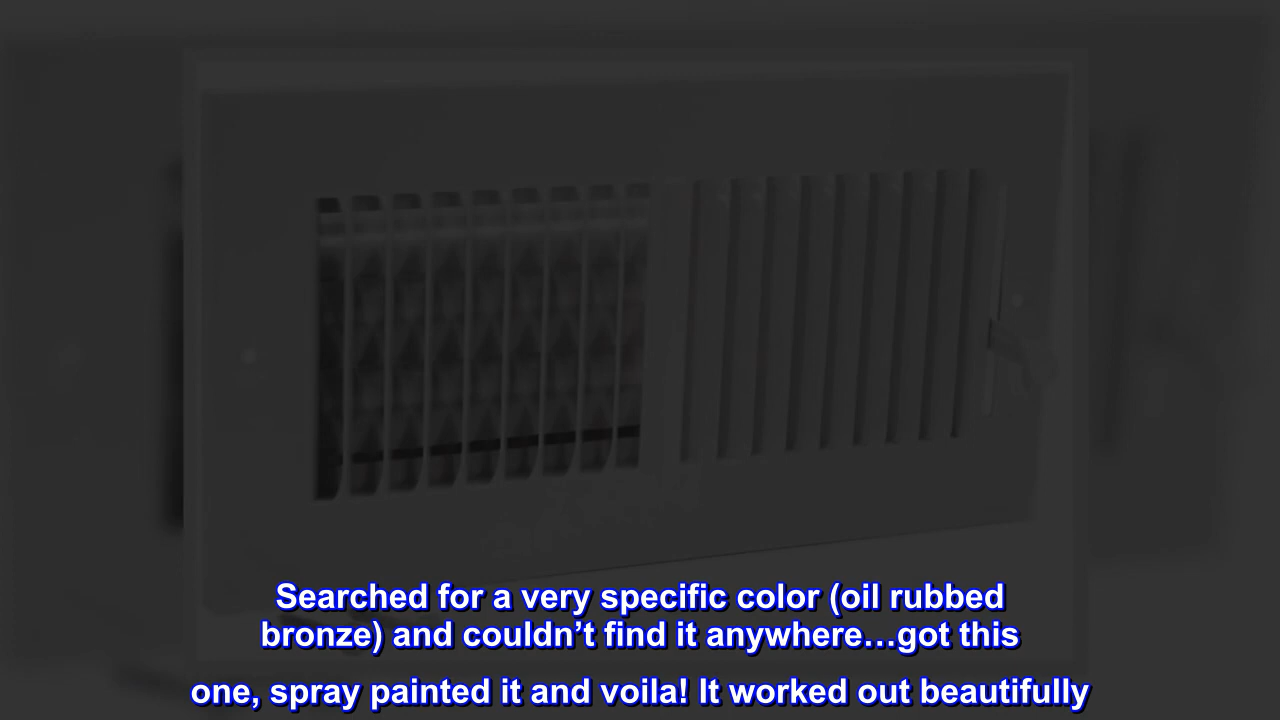 Searched for a very specific color (oil rubbed
bronze) and couldn’t find it anywhere…got this
one, spray painted it and voila! It worked out beautifully